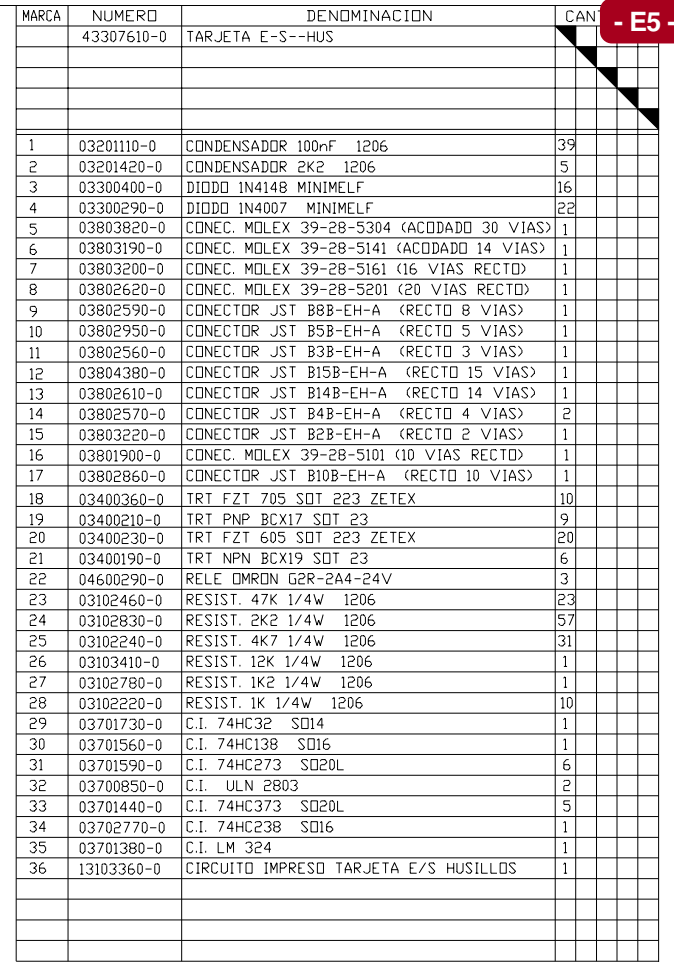 MARCA NUMERO DENOMINACION CANT
- E5 -
43307610-0 TARJETA E-S--HUS
1 03201110-0 CONDENSADOR 100nF 1206 39
2 03201420-0 CONDENSADOR 2K2 1206 5
3 03300400-0 DIODO 1N4148 MINIMELF 16
4 03300290-0 DIODO 1N4007 MINIMELF 22
5 03803820-0 CONEC. MOLEX 39-28-5304 (ACODADO 30 VIAS) 1
6 03803190-0 CONEC. MOLEX 39-28-5141 (ACODADO 14 VIAS) 1
7 03803200-0 CONEC. MOLEX 39-28-5161 (16 VIAS RECTO) 1
8 03802620-0 CONEC. MOLEX 39-28-5201 (20 VIAS RECTO) 1
9 03802590-0 CONECTOR JST B8B-EH-A (RECTO 8 VIAS) 1
10 03802950-0 CONECTOR JST B5B-EH-A (RECTO 5 VIAS) 1
11 03802560-0 CONECTOR JST B3B-EH-A (RECTO 3 VIAS) 1
12 03804380-0 CONECTOR JST B15B-EH-A (RECTO 15 VIAS) 1
13 03802610-0 CONECTOR JST B14B-EH-A (RECTO 14 VIAS) 1
14 03802570-0 CONECTOR JST B4B-EH-A (RECTO 4 VIAS) 2
15 03803220-0 CONECTOR JST B2B-EH-A (RECTO 2 VIAS) 1
16 03801900-0 CONEC. MOLEX 39-28-5101 (10 VIAS RECTO) 1
17 03802860-0 CONECTOR JST B10B-EH-A (RECTO 10 VIAS) 1
18 03400360-0 TRT FZT 705 SOT 223 ZETEX 10
19 03400210-0 TRT PNP BCX17 SOT 23 9
20 03400230-0 TRT FZT 605 SOT 223 ZETEX 20
21 03400190-0 TRT NPN BCX19 SOT 23 6
22 04600290-0 RELE OMRON G2R-2A4-24V 3
23 03102460-0 RESIST. 47K 1/4W 1206 23
24 03102830-0 RESIST. 2K2 1/4W 1206 57
25 03102240-0 RESIST. 4K7 1/4W 1206 31
26 03103410-0 RESIST. 12K 1/4W 1206 1
27 03102780-0 RESIST. 1K2 1/4W 1206 1
28 03102220-0 RESIST. 1K 1/4W 1206 10
29 03701730-0 C.I. 74HC32 SO14 1
30 03701560-0 C.I. 74HC138 SO16 1
31 03701590-0 C.I. 74HC273 SO20L 6
32 03700850-0 C.I. ULN 2803 2
33 03701440-0 C.I. 74HC373 SO20L 5
34 03702770-0 C.I. 74HC238 SO16 1
35 03701380-0 C.I. LM 324 1
36 13103360-0 CIRCUITO IMPRESO TARJETA E/S HUSILLOS 1